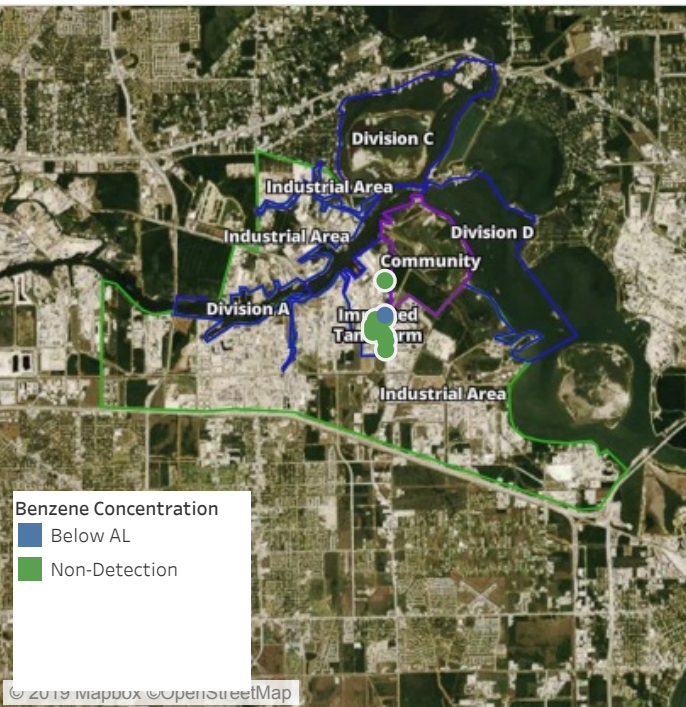 Division C
Industrial Area
Division D
Industrial Area
Community
Division A
Industrial Area
Benzene Concentration
Below AL
Non-Detection
© 2019 Mapbox ©OpenStreetMap